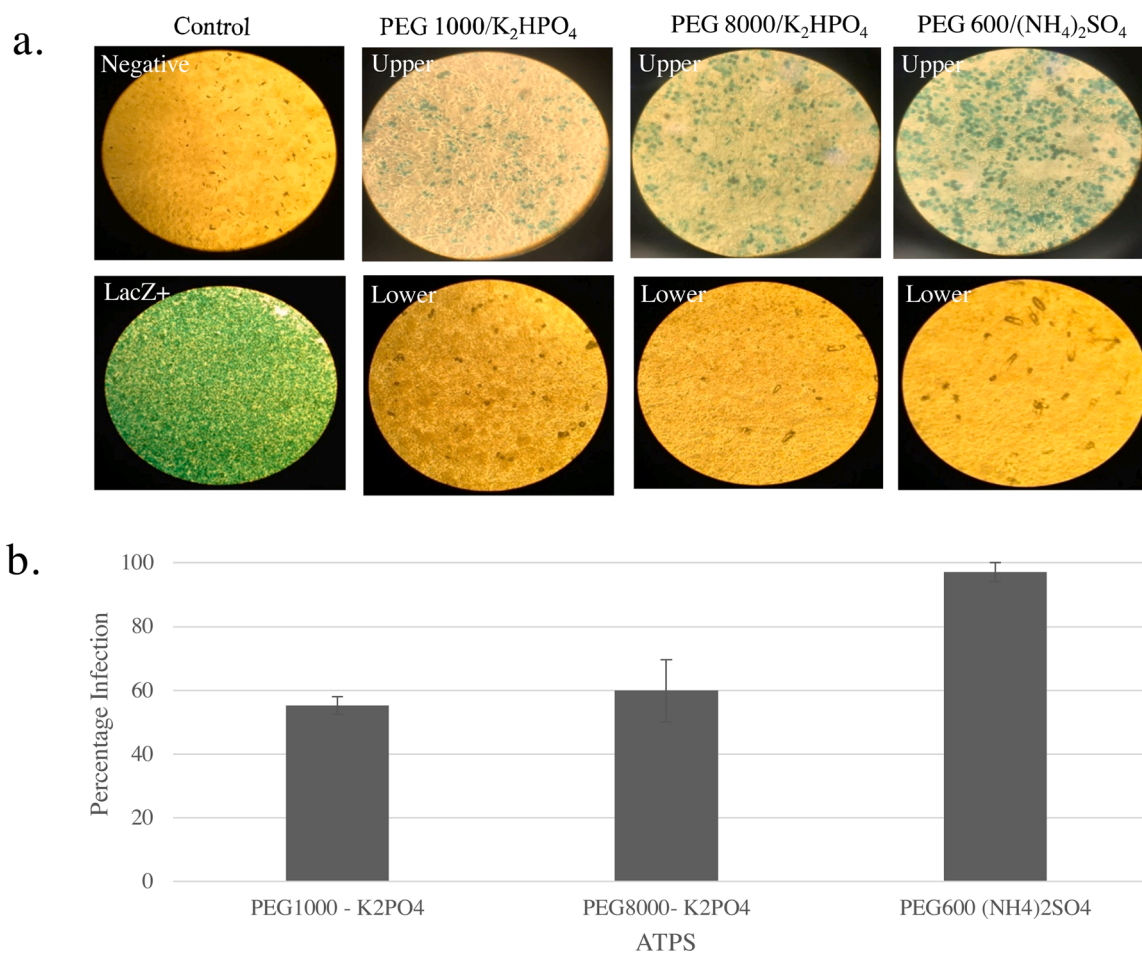 a.
Control
PEG 1000/K₂HPO₄
PEG 8000/K₂HPO₄
PEG 600/(NH₄)₂SO₄
Negative
Upper
Upper
Upper
LacZ+
Lower
Lower
Lower
b.
Percentage Infection
100
80
60
40
20
0
PEG1000 - K2PO4
PEG8000- K2PO4
PEG600 (NH4)2SO4
ATPS